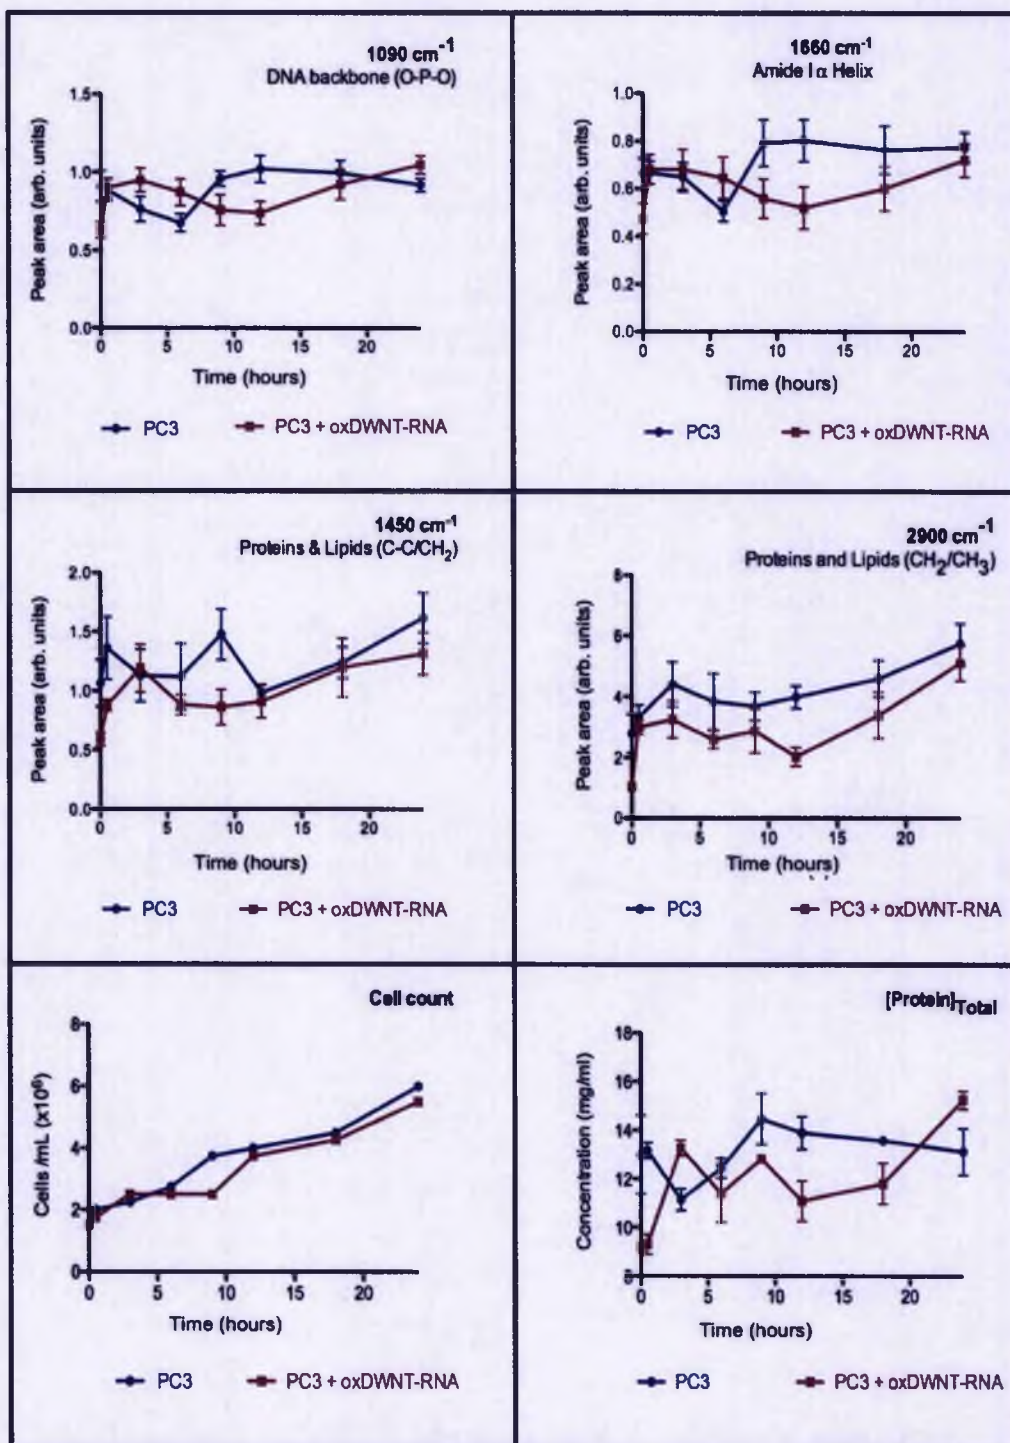 1090 cm-1
DNA backbone (O-P-O)
Peak area (arb. units)
1.5
1.0
0.5
0.0
0 5 10 15 20
Time (hours)
PC3 PC3 + oxDWNT-RNA
1660 cm-1
Amide I α Helix
Peak area (arb. units)
1.0
0.8
0.6
0.4
0.2
0.0
0 5 10 15 20
Time (hours)
PC3 PC3 + oxDWNT-RNA
1450 cm-1
Proteins & Lipids (C-C/CH2)
Peak area (arb. units)
2.0
1.5
1.0
0.5
0.0
0 5 10 15 20
Time (hours)
PC3 PC3 + oxDWNT-RNA
2900 cm-1
Proteins and Lipids (CH2/CH3)
Peak area (arb. units)
8
6
4
2
0
0 5 10 15 20
Time (hours)
PC3 PC3 + oxDWNT-RNA
Cell count
Cells /mL (x10⁶)
8
6
4
2
0
0 5 10 15 20
Time (hours)
PC3 PC3 + oxDWNT-RNA
[Protein]Total
Concentration (mg/ml)
18
16
14
12
10
8
0 5 10 15 20
Time (hours)
PC3 PC3 + oxDWNT-RNA